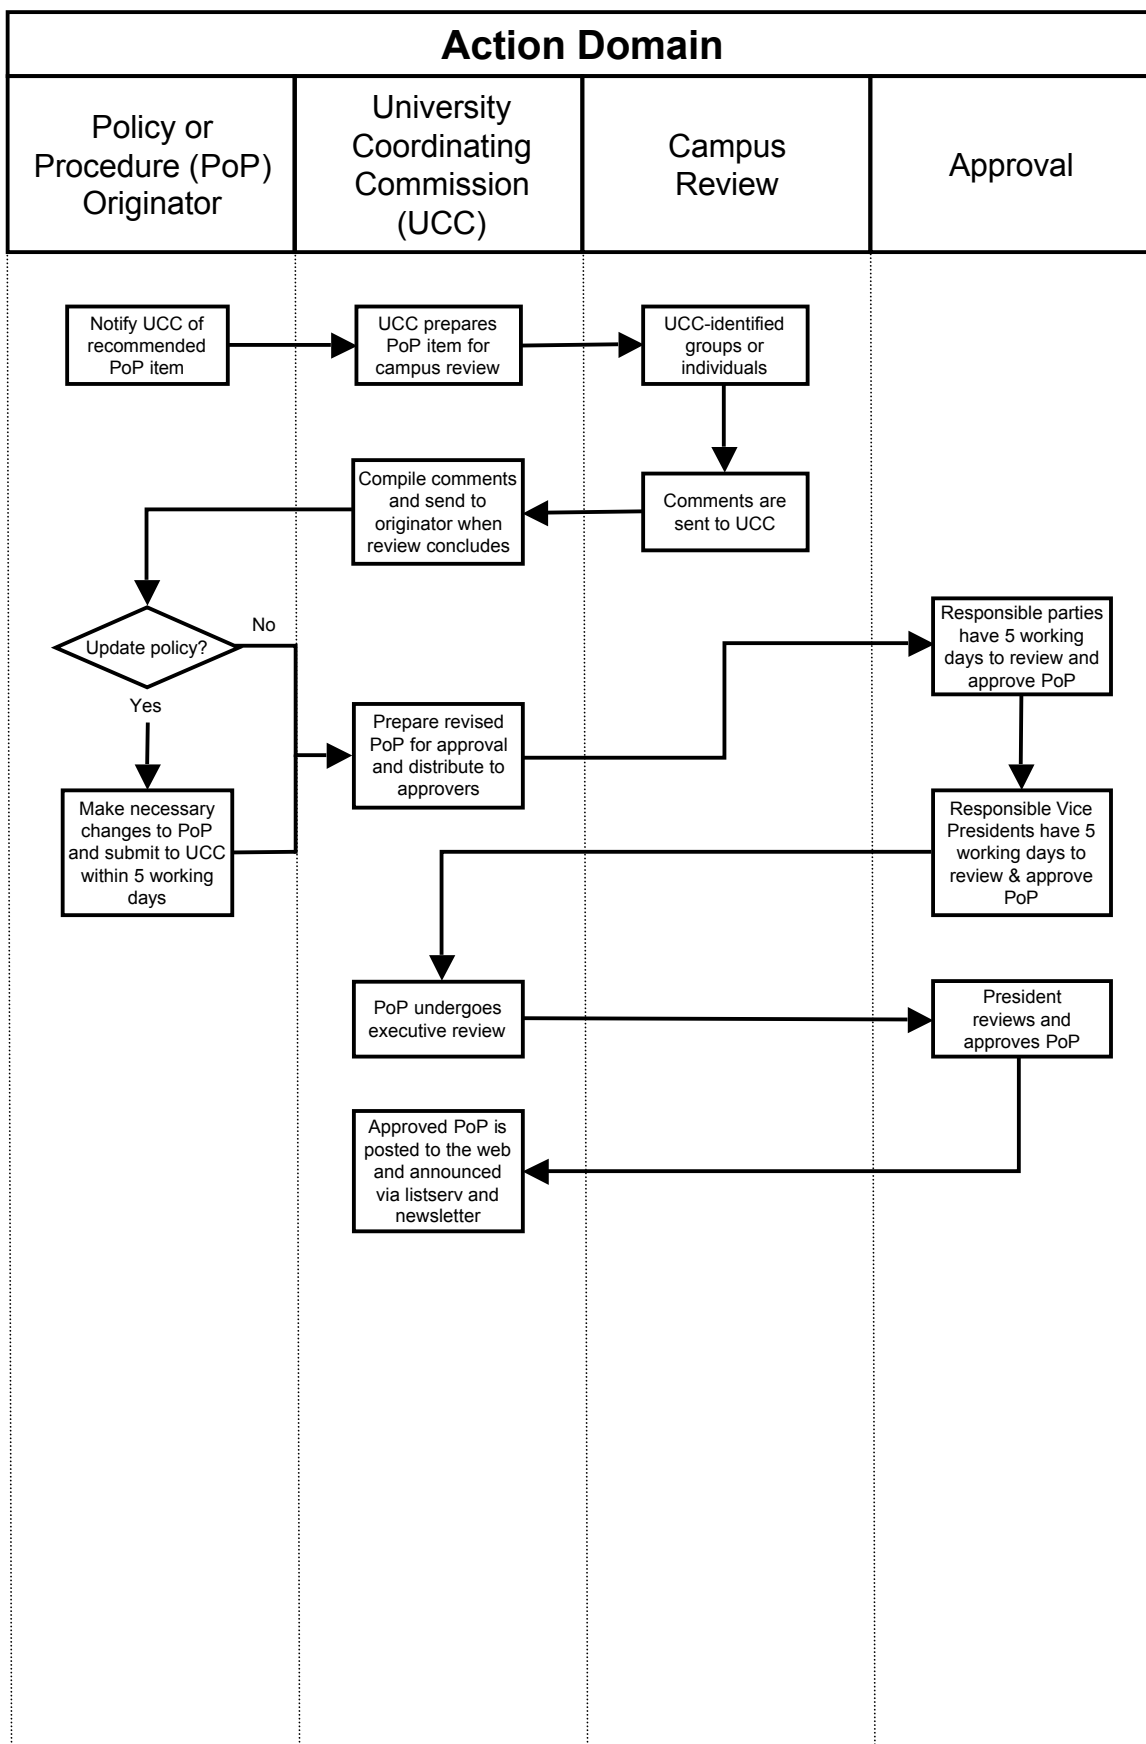 Action Domain
Policy or
Procedure (PoP)
Originator
University
Coordinating
Commission
(UCC)
Campus
Review
Approval
Notify UCC of
recommended
PoP item
UCC prepares
PoP item for
campus review
UCC-identified
groups or
individuals
Compile comments
and send to
originator when
review concludes
Comments are
sent to UCC
Update policy?
No
Yes
Responsible parties
have 5 working
days to review and
approve PoP
Prepare revised
PoP for approval
and distribute to
approvers
Make necessary
changes to PoP
and submit to UCC
within 5 working
days
Responsible Vice
Presidents have 5
working days to
review & approve
PoP
PoP undergoes
executive review
President
reviews and
approves PoP
Approved PoP is
posted to the web
and announced
via listserv and
newsletter